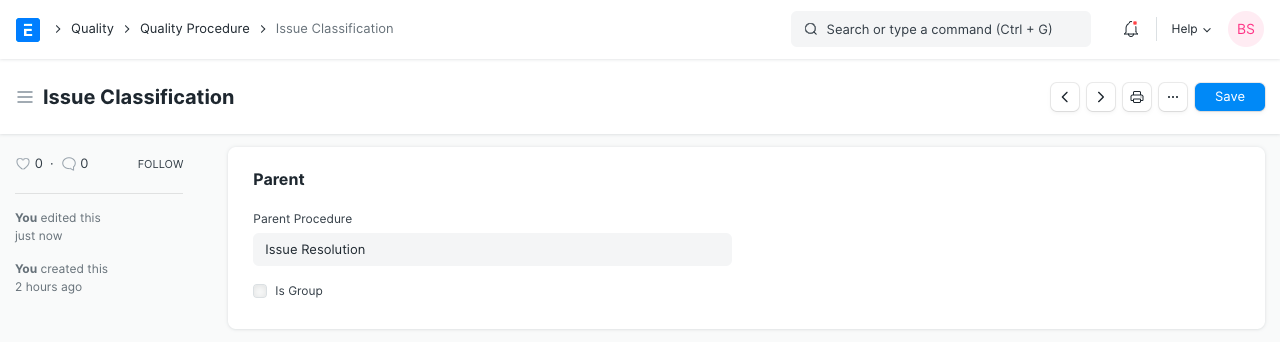 Quality Quality Procedure Issue Classification Search or type a command (Ctrl + G) Help BS
Issue Classification Save
0 · 0 FOLLOW
You edited this
just now
You created this
2 hours ago
Parent
Parent Procedure
Issue Resolution
Is Group